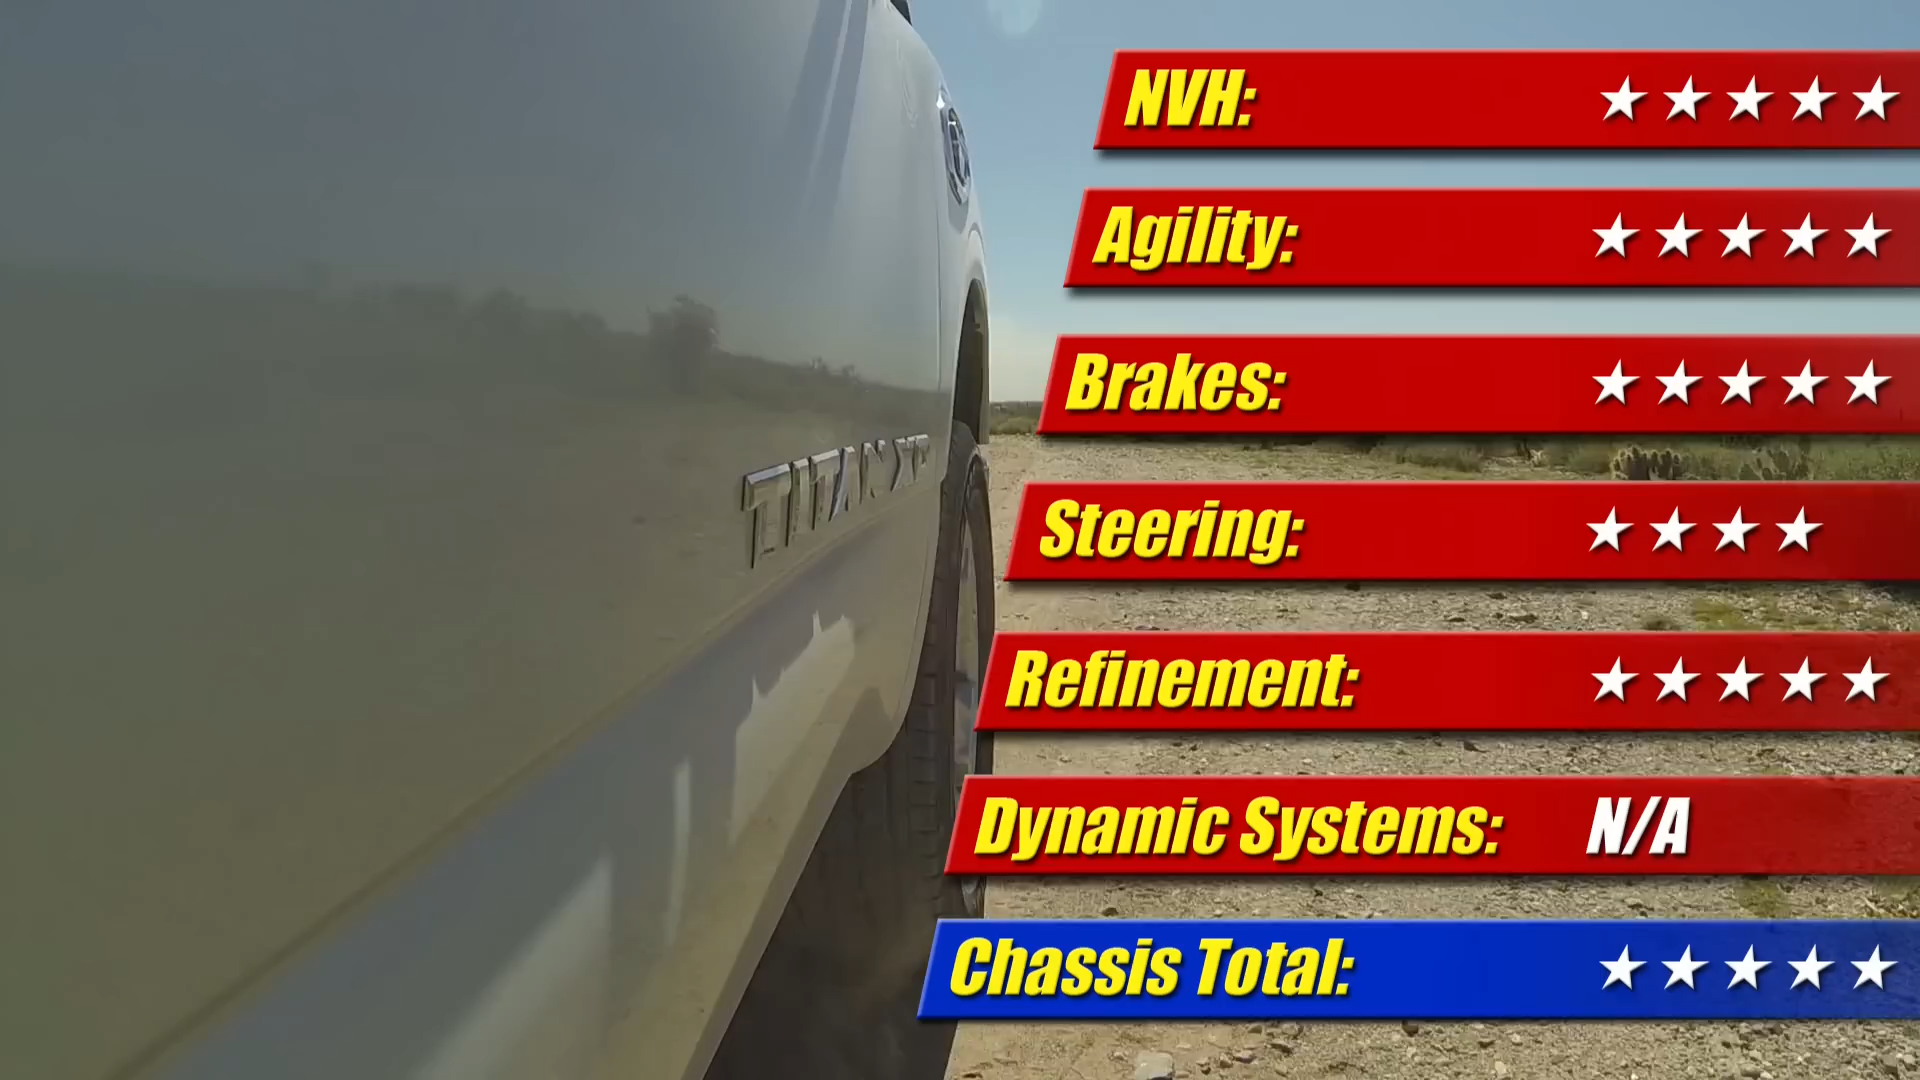 NVH: ★ ★ ★ ★ ★
Agility: ★ ★ ★ ★ ★
Brakes: ★ ★ ★ ★ ★
TITAN XD
Steering: ★ ★ ★ ★
Refinement: ★ ★ ★ ★ ★
Dynamic Systems: N/A
Chassis Total: ★ ★ ★ ★ ★